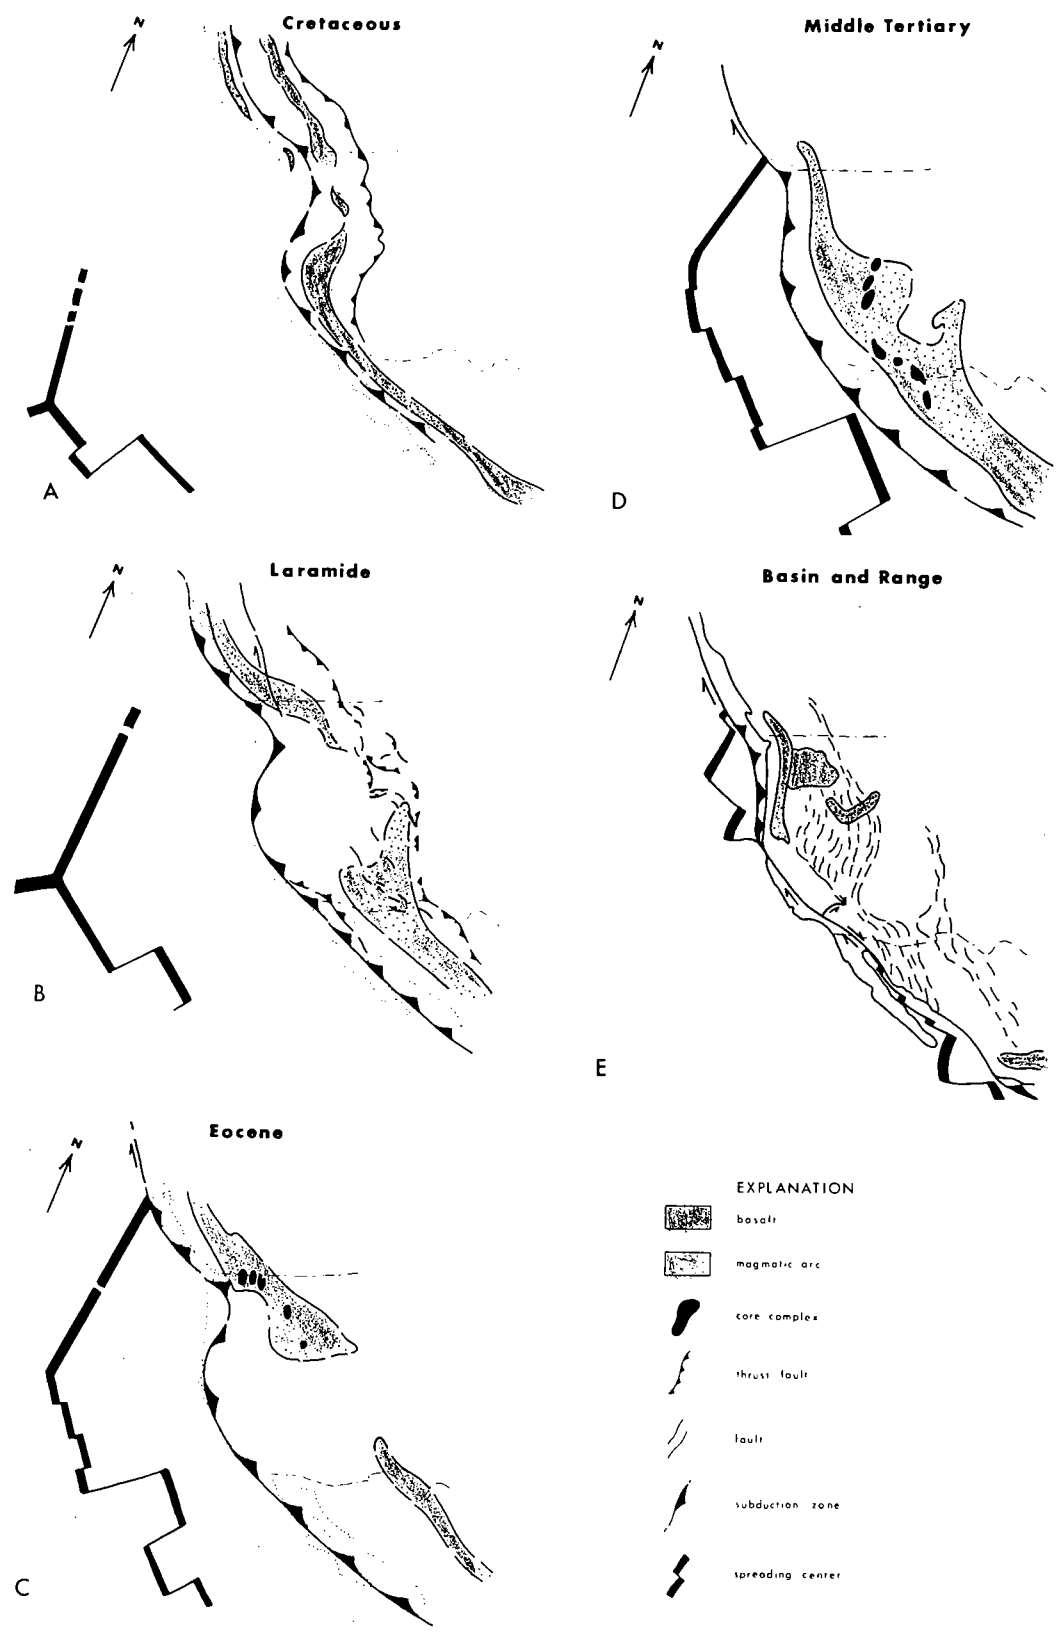 Cretaceous
N
A
Laramide
N
B
Eocene
N
C
Middle Tertiary
N
D
Basin and Range
N
E
EXPLANATION
basalt
magmatic arc
core complex
thrust fault
fault
subduction zone
spreading center